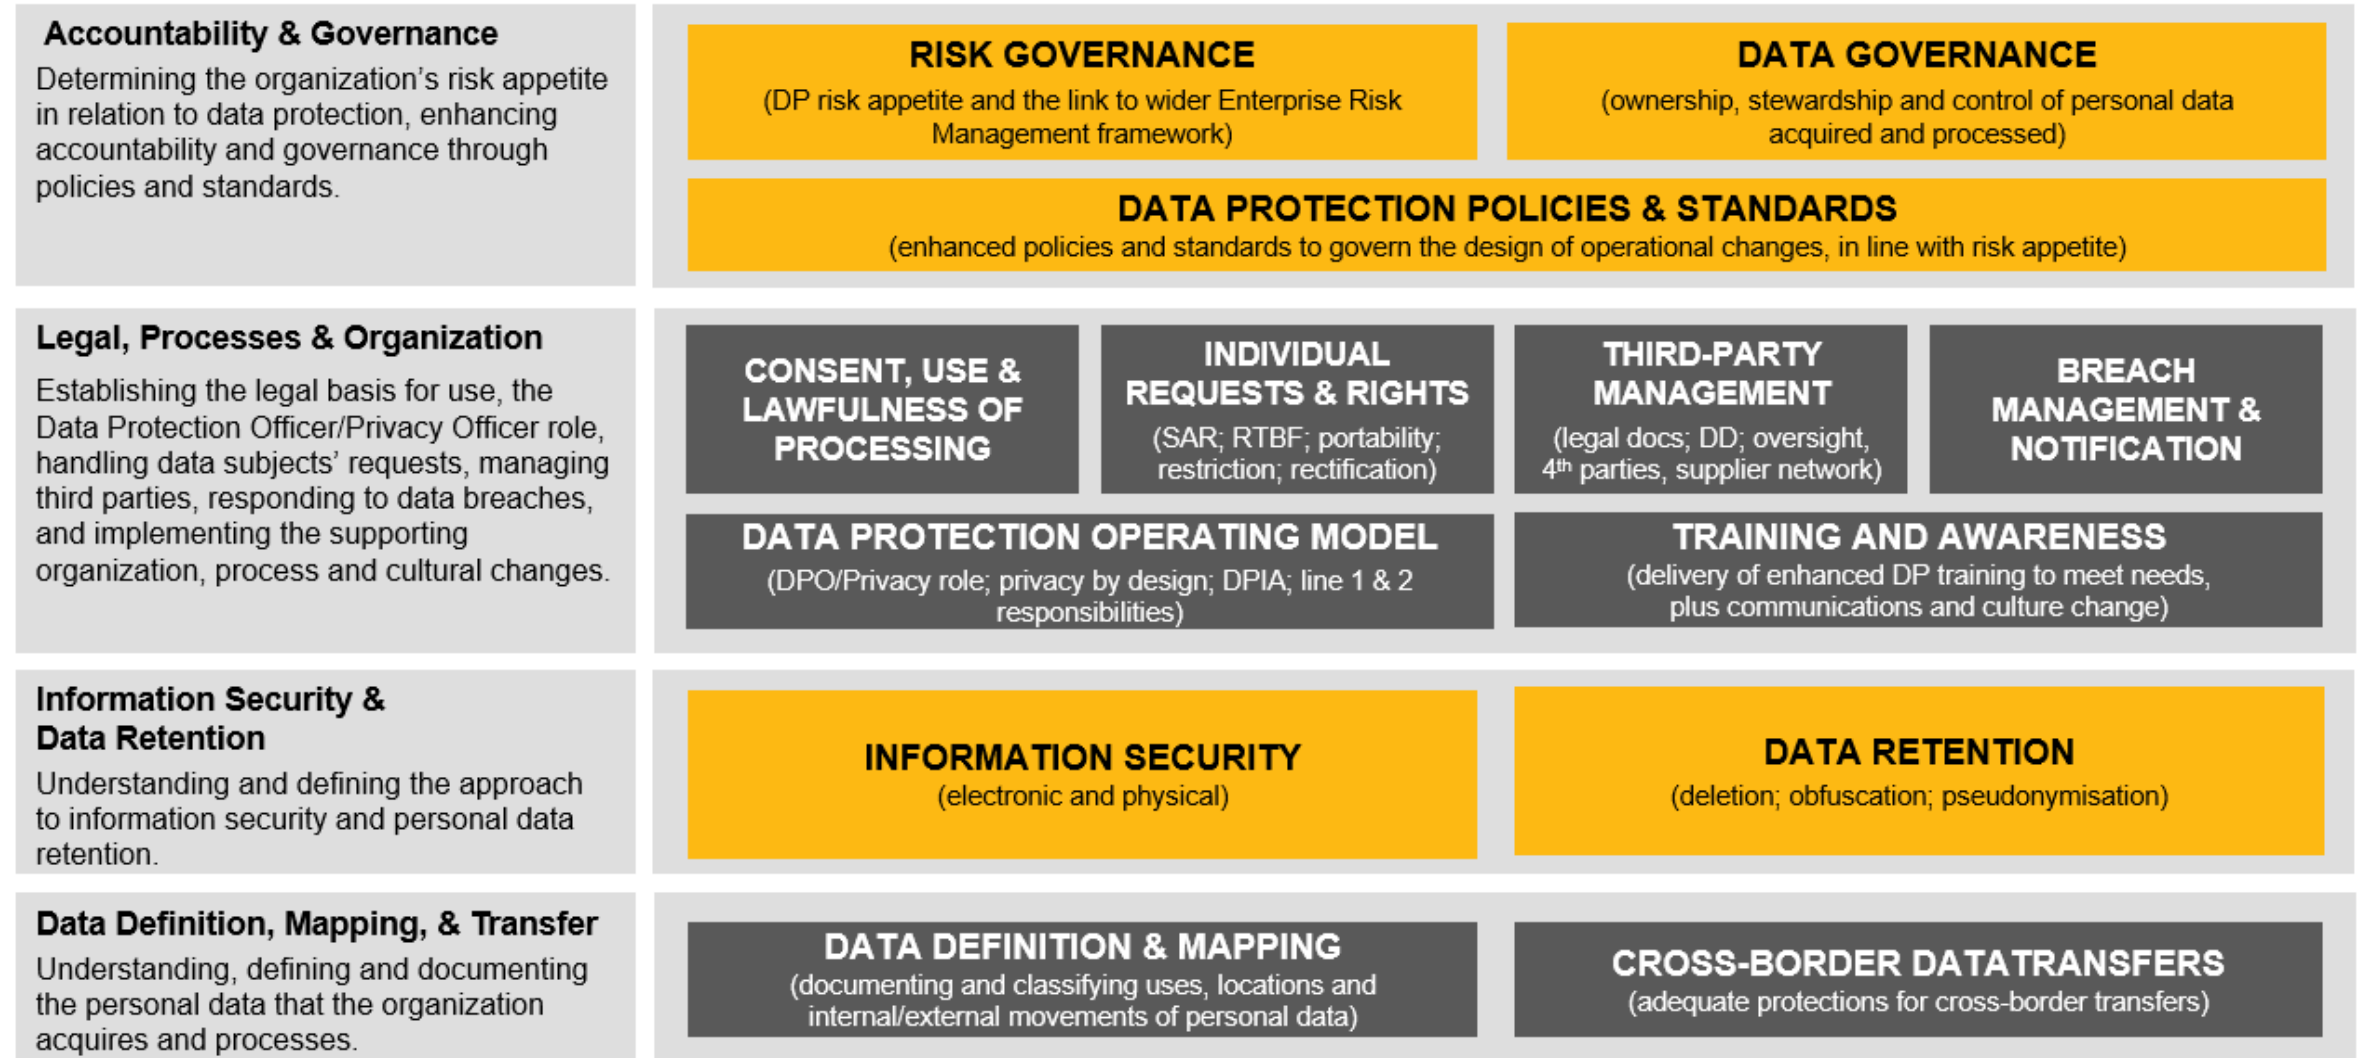 Accountability & Governance
Determining the organization's risk appetite
in relation to data protection, enhancing
accountability and governance through
policies and standards.
RISK GOVERNANCE
(DP risk appetite and the link to wider Enterprise Risk
Management framework)
DATA GOVERNANCE
(ownership, stewardship and control of personal data
acquired and processed)
DATA PROTECTION POLICIES & STANDARDS
(enhanced policies and standards to govern the design of operational changes, in line with risk appetite)
Legal, Processes & Organization
Establishing the legal basis for use, the
Data Protection Officer/Privacy Officer role,
handling data subjects' requests, managing
third parties, responding to data breaches,
and implementing the supporting
organization, process and cultural changes.
CONSENT, USE &
LAWFULNESS OF
PROCESSING
INDIVIDUAL
REQUESTS & RIGHTS
(SAR; RTBF; portability;
restriction; rectification)
THIRD-PARTY
MANAGEMENT
(legal docs; DD; oversight,
4th parties, supplier network)
BREACH
MANAGEMENT &
NOTIFICATION
DATA PROTECTION OPERATING MODEL
(DPO/Privacy role; privacy by design; DPIA; line 1 & 2
responsibilities)
TRAINING AND AWARENESS
(delivery of enhanced DP training to meet needs,
plus communications and culture change)
Information Security &
Data Retention
Understanding and defining the approach
to information security and personal data
retention.
INFORMATION SECURITY
(electronic and physical)
DATA RETENTION
(deletion; obfuscation; pseudonymisation)
Data Definition, Mapping, & Transfer
Understanding, defining and documenting
the personal data that the organization
acquires and processes.
DATA DEFINITION & MAPPING
(documenting and classifying uses, locations and
internal/external movements of personal data)
CROSS-BORDER DATATRANSFERS
(adequate protections for cross-border transfers)